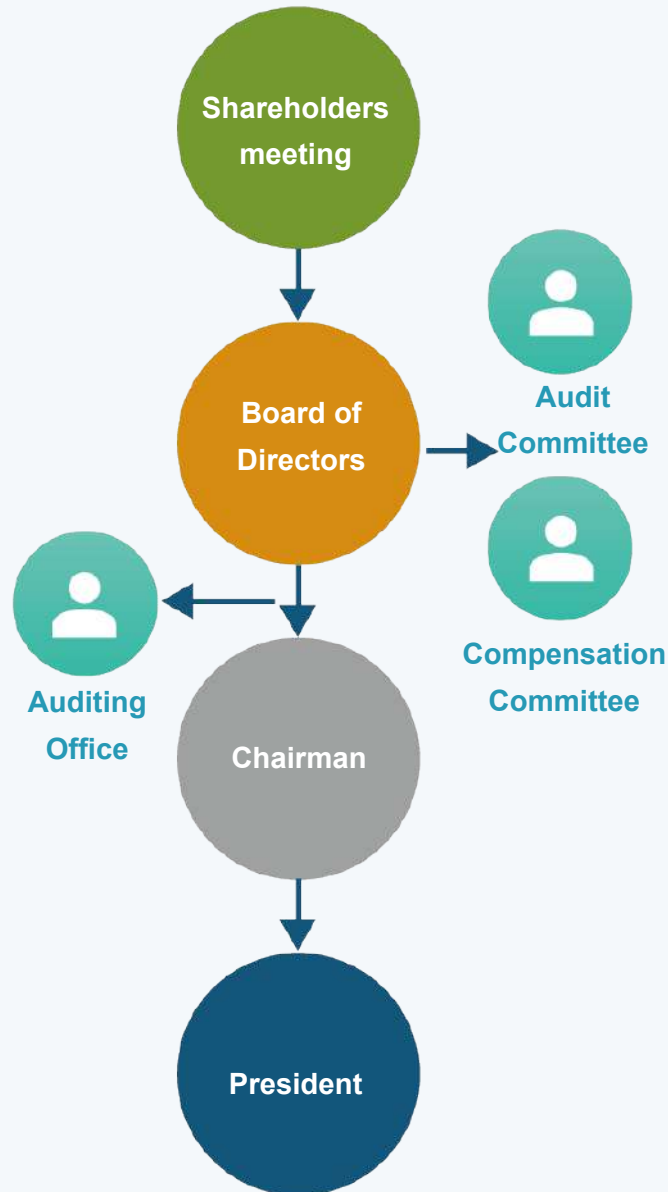 Shareholders
meeting
Board of
Directors
Audit
Committee
Compensation
Committee
Auditing
Office
Chairman
President